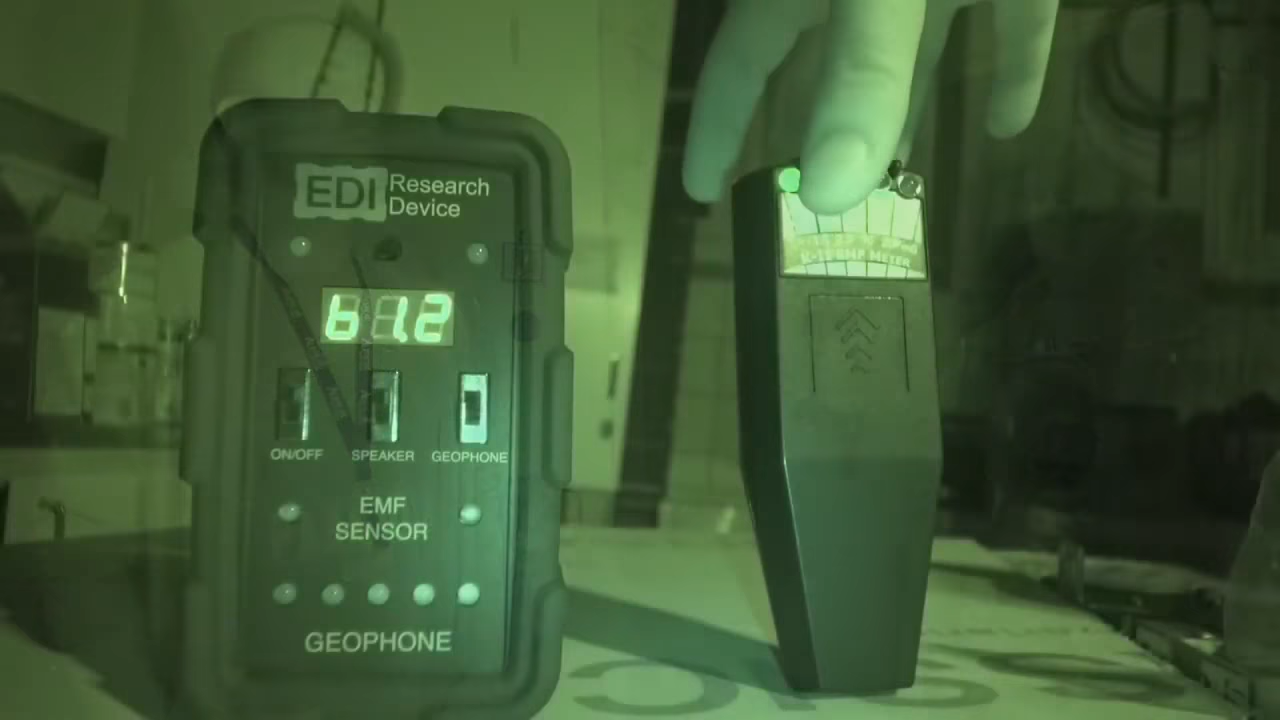 EDI Research
Device
61.2
ON/OFF SPEAKER GEOPHONE
EMF
SENSOR
GEOPHONE
K-II EMF METER